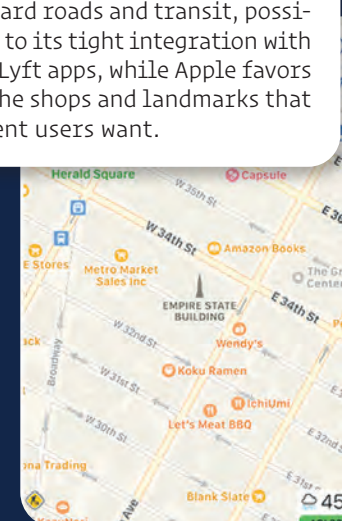 ard roads and transit, possi-
to its tight integration with
Lyft apps, while Apple favors
he shops and landmarks that
ent users want.
Herald Square
Capsule
W 35th St
E 36
W 34th St
Amazon Books
E Stores
Metro Market
Sales Inc
The Gr
Center
EMPIRE STATE
BUILDING
E 34th St
Wendy's
W 32nd St
Broadway
Koku Ramen
W 31st St
IchiUmi
Let's Meat BBQ
W 30th St
E 32nd S
na Trading
E 31st
Blank Slate
Ave
45